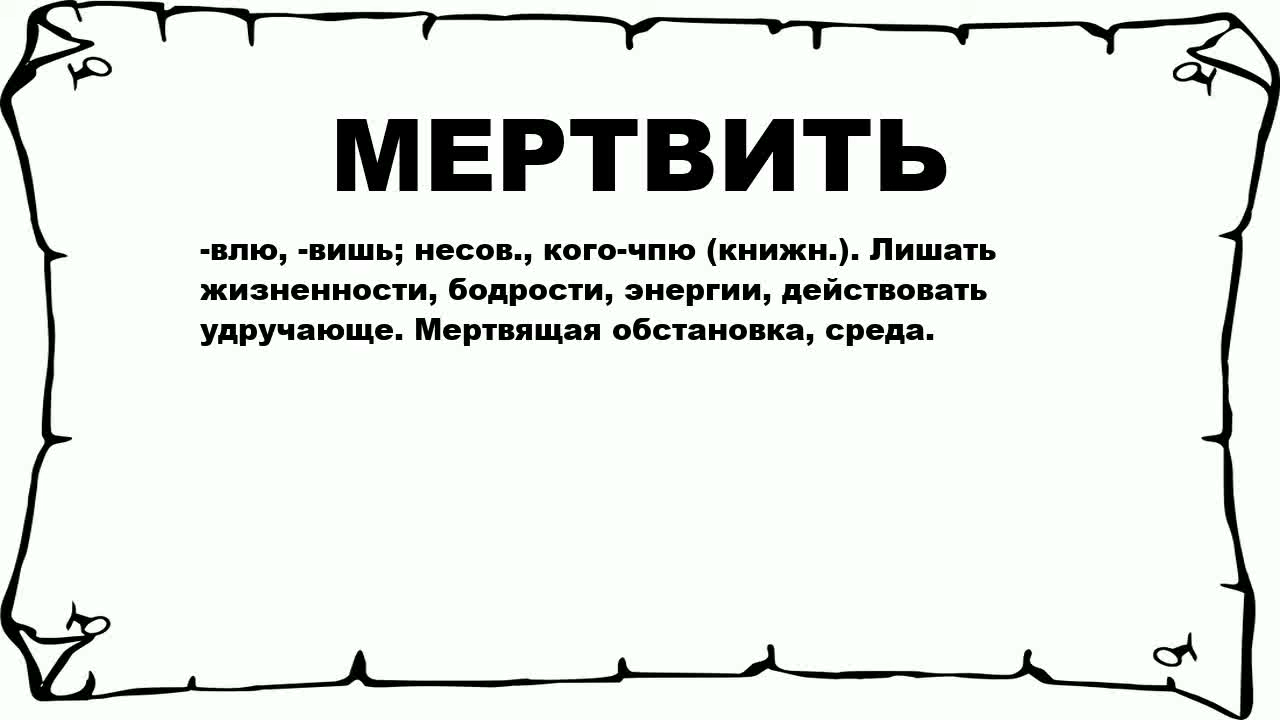 МЕРТВИТЬ
-влю, -вишь; несов., кого-чпю (книжн.). Лишать
жизненности, бодрости, энергии, действовать
удручающе. Мертвящая обстановка, среда.